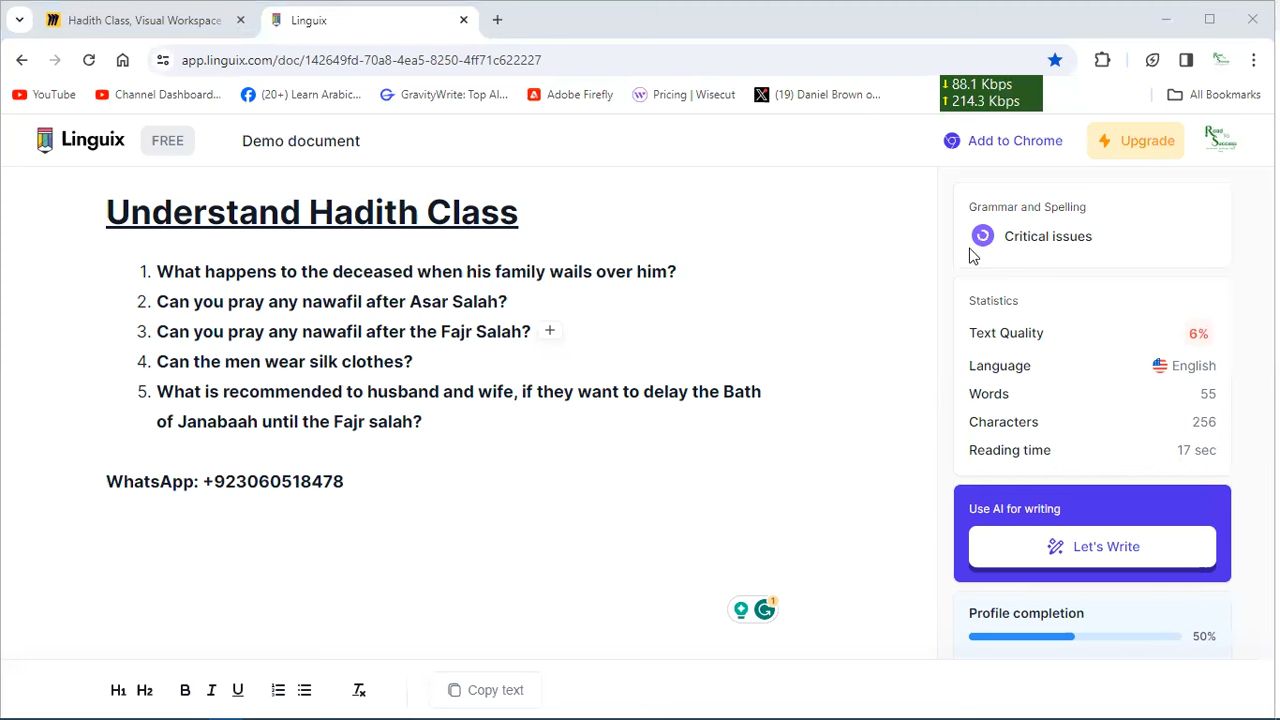 Hadith Class, Visual Workspace
Linguix
app.linguix.com/doc/142649fd-70a8-4ea5-8250-4ff71c622227
YouTube
Channel Dashboard...
(20+) Learn Arabic...
GravityWrite: Top AI...
Adobe Firefly
Pricing | Wisecut
(19) Daniel Brown o...
88.1 Kbps
214.3 Kbps
All Bookmarks
Linguix
FREE
Demo document
Add to Chrome
Upgrade
Road To Success
Understand Hadith Class
1. What happens to the deceased when his family wails over him?
2. Can you pray any nawafil after Asar Salah?
3. Can you pray any nawafil after the Fajr Salah?
4. Can the men wear silk clothes?
5. What is recommended to husband and wife, if they want to delay the Bath
of Janabaah until the Fajr salah?
WhatsApp: +923060518478
Grammar and Spelling
Critical issues
Statistics
Text Quality 6%
Language English
Words 55
Characters 256
Reading time 17 sec
Use AI for writing
Let's Write
Profile completion
50%
1
H1 H2 B I U
Copy text